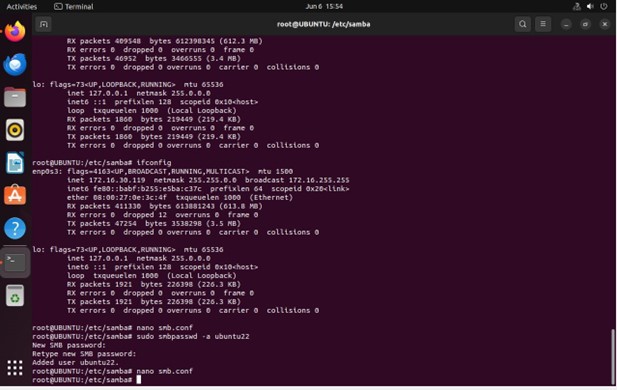 Activities
Terminal
Jun 6 15:54
root@UBUNTU: /etc/samba
RX packets 409548 bytes 612398345 (612.3 MB)
RX errors 0 dropped 0 overruns 0 frame 0
TX packets 46952 bytes 3466555 (3.4 MB)
TX errors 0 dropped 0 overruns 0 carrier 0 collisions 0
lo: flags=73<UP,LOOPBACK,RUNNING> mtu 65536
inet 127.0.0.1 netmask 255.0.0.0
inet6 ::1 prefixlen 128 scopeid 0x10<host>
loop txqueuelen 1000 (Local Loopback)
RX packets 1860 bytes 219449 (219.4 KB)
RX errors 0 dropped 0 overruns 0 frame 0
TX packets 1860 bytes 219449 (219.4 KB)
TX errors 0 dropped 0 overruns 0 carrier 0 collisions 0
root@UBUNTU:/etc/samba# ifconfig
enp0s3: flags=4163<UP,BROADCAST,RUNNING,MULTICAST> mtu 1500
inet 172.16.30.119 netmask 255.255.0.0 broadcast 172.16.255.255
inet6 fe80::babf:b255:e5ba:c37c prefixlen 64 scopeid 0x20<link>
ether 08:00:27:0e:3c:4f txqueuelen 1000 (Ethernet)
RX packets 411330 bytes 613881243 (613.8 MB)
RX errors 0 dropped 12 overruns 0 frame 0
TX packets 47254 bytes 3538298 (3.5 MB)
TX errors 0 dropped 0 overruns 0 carrier 0 collisions 0
lo: flags=73<UP,LOOPBACK,RUNNING> mtu 65536
inet 127.0.0.1 netmask 255.0.0.0
inet6 ::1 prefixlen 128 scopeid 0x10<host>
loop txqueuelen 1000 (Local Loopback)
RX packets 1921 bytes 226398 (226.3 KB)
RX errors 0 dropped 0 overruns 0 frame 0
TX packets 1921 bytes 226398 (226.3 KB)
TX errors 0 dropped 0 overruns 0 carrier 0 collisions 0
root@UBUNTU:/etc/samba# nano smb.conf
root@UBUNTU:/etc/samba# sudo smbpasswd -a ubuntu22
New SMB password:
Retype new SMB password:
Added user ubuntu22.
root@UBUNTU:/etc/samba# nano smb.conf
root@UBUNTU:/etc/samba#